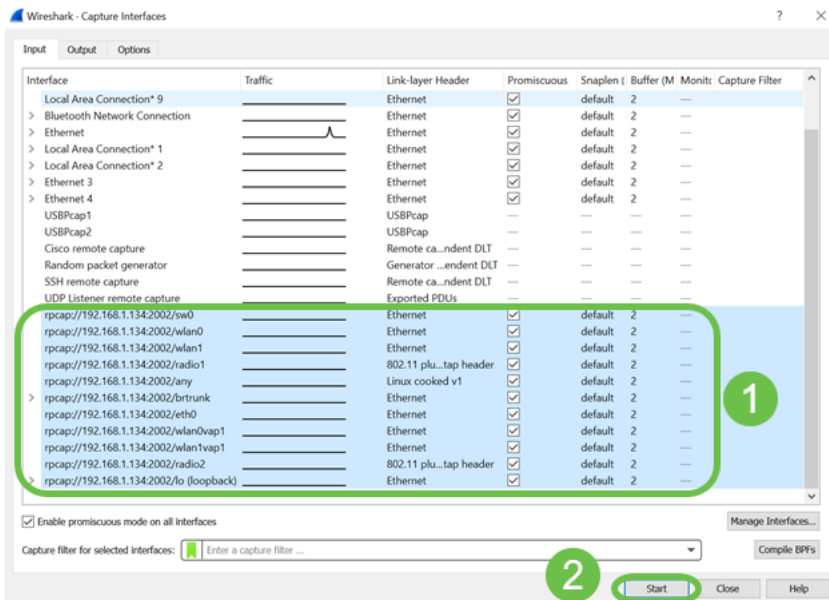 Wireshark - Capture Interfaces ? ×
Input Output Options
Interface Traffic Link-layer Header Promiscuous Snaplen ( Buffer (M Monitc Capture Filter
Local Area Connection* 9 Ethernet default 2 —
Bluetooth Network Connection Ethernet default 2 —
Ethernet Ethernet default 2 —
Local Area Connection* 1 Ethernet default 2 —
Local Area Connection* 2 Ethernet default 2 —
Ethernet 3 Ethernet default 2 —
Ethernet 4 Ethernet default 2 —
USBPcap1 USBPcap — — — —
USBPcap2 USBPcap — — — —
Cisco remote capture Remote ca...ndent DLT — — — —
Random packet generator Generator ...endent DLT — — — —
SSH remote capture Remote ca...ndent DLT — — — —
UDP Listener remote capture Exported PDUs — — — —
rpcap://192.168.1.134:2002/sw0 Ethernet default 2 —
rpcap://192.168.1.134:2002/wlan0 Ethernet default 2 —
rpcap://192.168.1.134:2002/wlan1 Ethernet default 2 —
rpcap://192.168.1.134:2002/radio1 802.11 plu...tap header default 2 —
rpcap://192.168.1.134:2002/any Linux cooked v1 default 2 —
rpcap://192.168.1.134:2002/brtrunk Ethernet default 2 —
rpcap://192.168.1.134:2002/eth0 Ethernet default 2 —
rpcap://192.168.1.134:2002/wlan0vap1 Ethernet default 2 —
rpcap://192.168.1.134:2002/wlan1vap1 Ethernet default 2 —
rpcap://192.168.1.134:2002/radio2 802.11 plu...tap header default 2 —
rpcap://192.168.1.134:2002/lo (loopback) Ethernet default 2 —
1
Enable promiscuous mode on all interfaces Manage Interfaces...
Capture filter for selected interfaces: Enter a capture filter ... Compile BPFs
2
Start Close Help